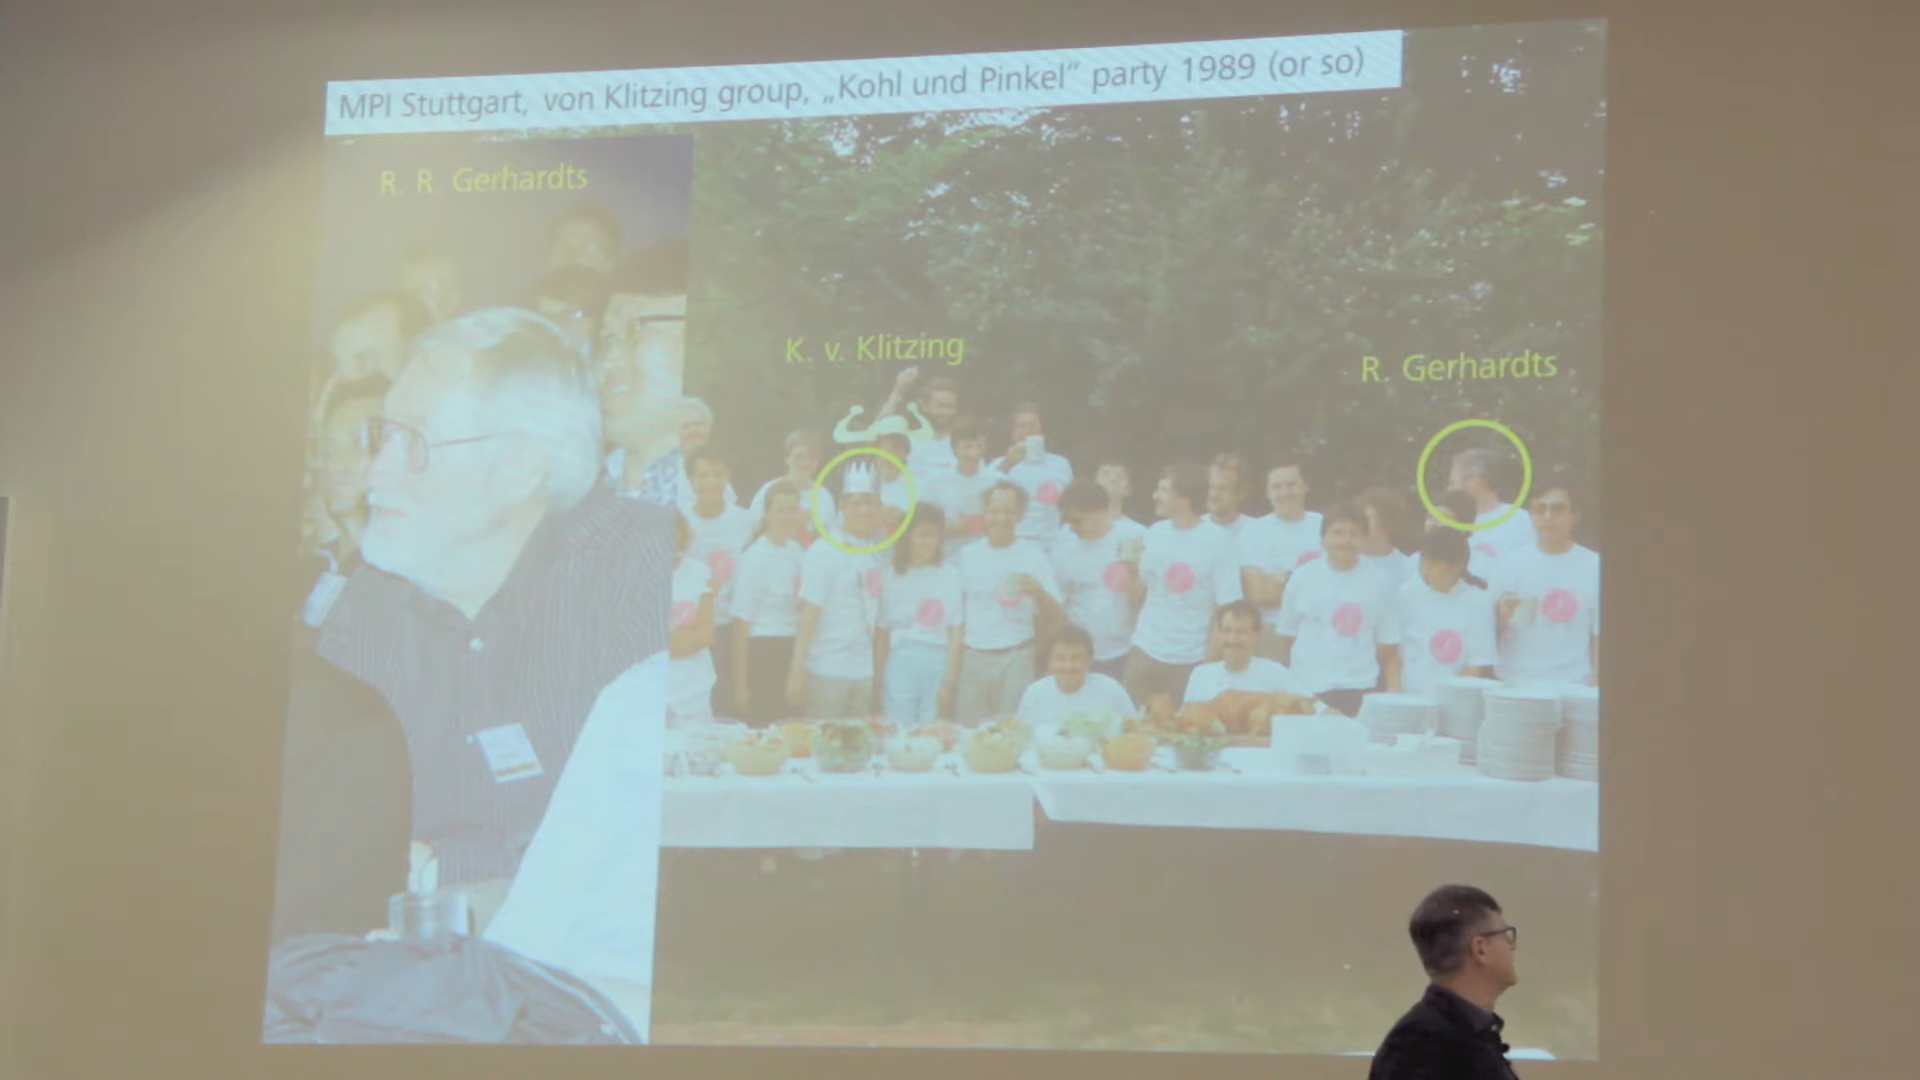 MPI Stuttgart, von Klitzing group, „Kohl und Pinkel“ party 1989 (or so)
R. R. Gerhardts
K. v. Klitzing
R. Gerhardts